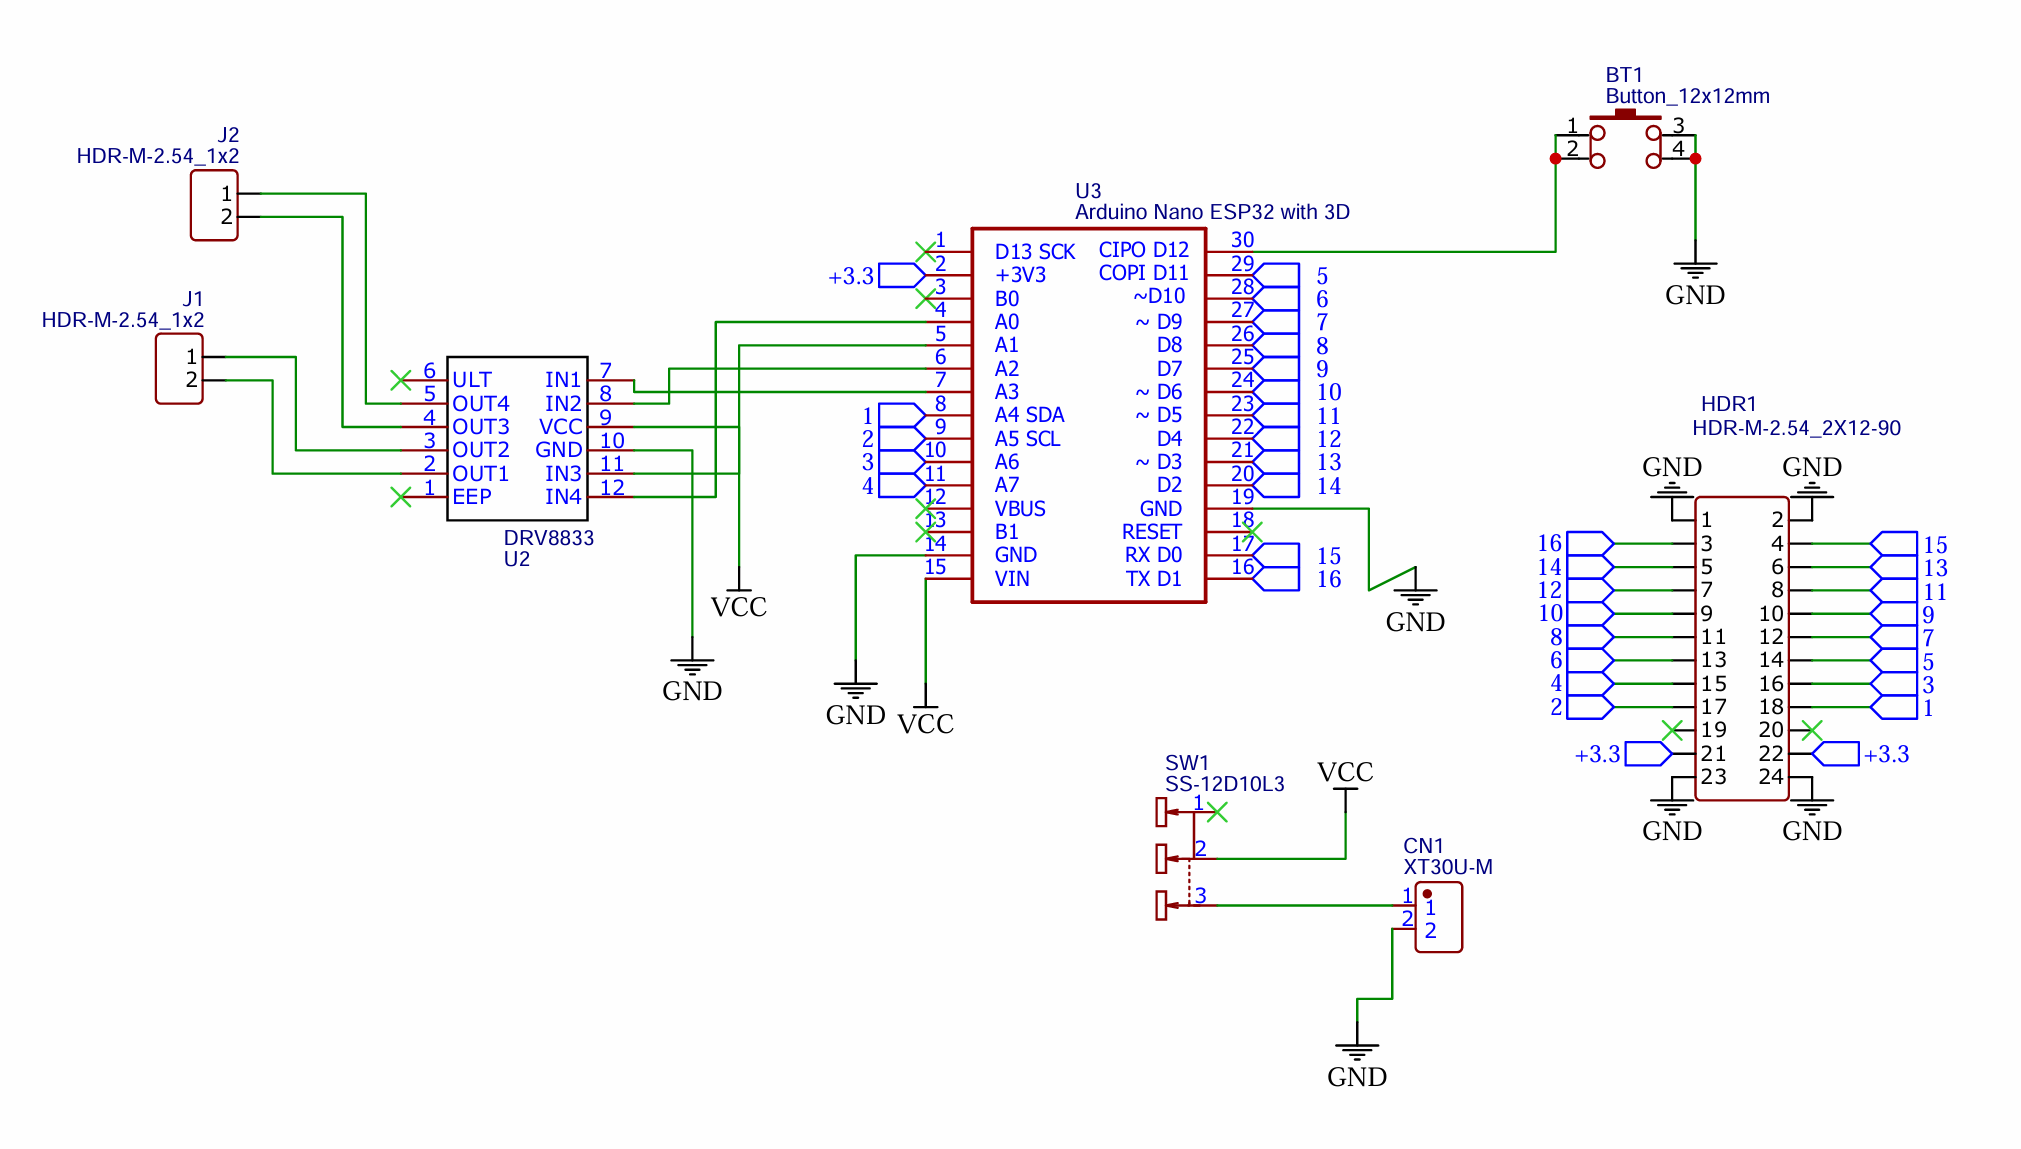 BT1
Button_12x12mm
1
2
3
4
J2
HDR-M-2.54_1x2
1
2
J1
HDR-M-2.54_1x2
1
2
6 ULT IN1 7
5 OUT4 IN2 8
4 OUT3 VCC 9
3 OUT2 GND 10
2 OUT1 IN3 11
1 EEP IN4 12
DRV8833
U2
VCC
GND
U3
Arduino Nano ESP32 with 3D
1 D13 SCK CIPO D12 30
+3.3 2 +3V3 COPI D11 29 5
3 B0 ~D10 28 6
4 A0 ~ D9 27 7
5 A1 D8 26 8
6 A2 D7 25 9
7 A3 ~ D6 24 10
1 8 A4 SDA ~ D5 23 11
2 9 A5 SCL D4 22 12
3 10 A6 ~ D3 21 13
4 11 A7 D2 20 14
12 VBUS GND 19
13 B1 RESET 18
14 GND RX D0 17 15
15 VIN TX D1 16 16
GND
VCC
GND
GND
HDR1
HDR-M-2.54_2X12-90
GND GND
1 2
16 3 4 15
14 5 6 13
12 7 8 11
10 9 10 9
8 11 12 7
6 13 14 5
4 15 16 3
2 17 18 1
19 20
+3.3 21 22 +3.3
23 24
GND GND
SW1
SS-12D10L3
1
2
3
VCC
CN1
XT30U-M
1 1
2 2
GND